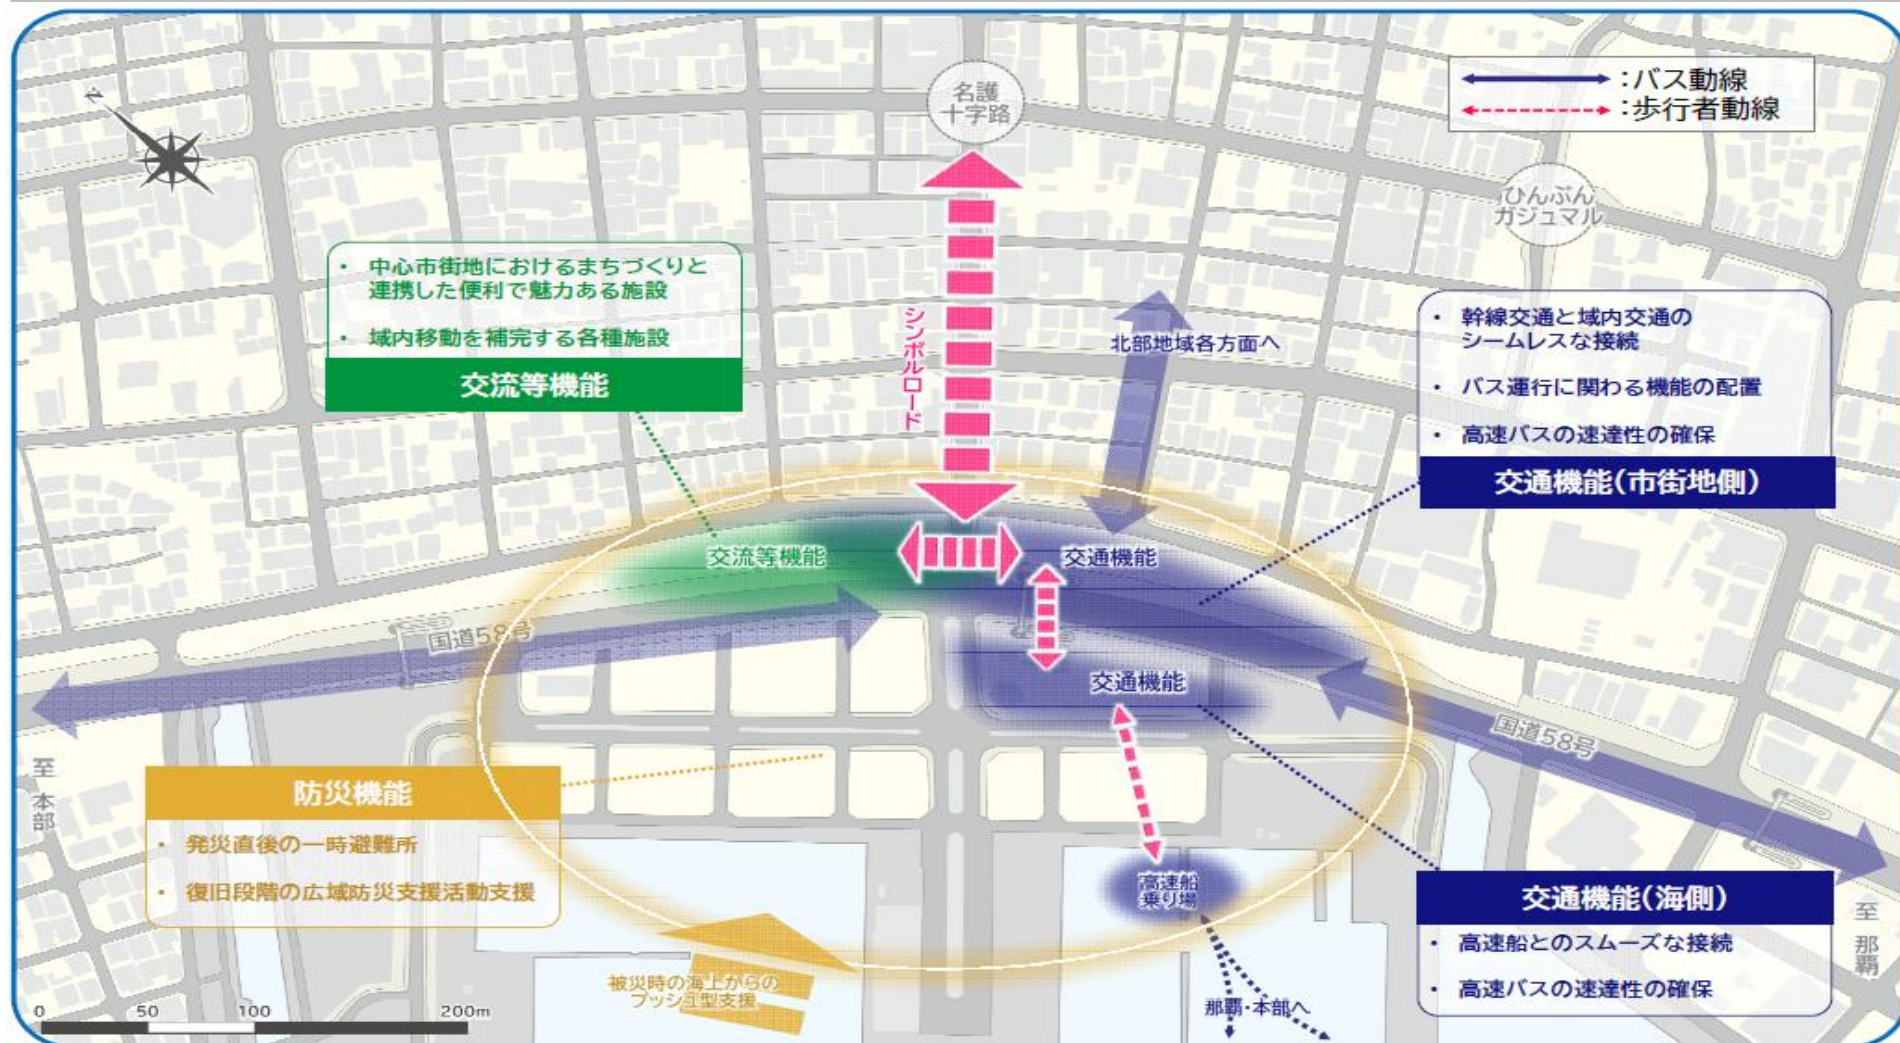 ：バス動線
：歩行者動線
名護
十字路
ひんぷん
ガジュマル
・ 中心市街地におけるまちづくりと
連携した便利で魅力ある施設
・ 域内移動を補完する各種施設
交流等機能
シンボルロード
北部地域各方面へ
・ 幹線交通と域内交通の
シームレスな接続
・ バス運行に関わる機能の配置
・ 高速バスの速達性の確保
交通機能（市街地側）
交流等機能
交通機能
国道58号
交通機能
国道58号
至 本部
防災機能
・ 発災直後の一時避難所
・ 復旧段階の広域防災支援活動支援
高速船
乗り場
交通機能（海側）
・ 高速船とのスムーズな接続
・ 高速バスの速達性の確保
至 那覇
被災時の海上からの
プッシュ型支援
那覇・本部へ
0 50 100 200m